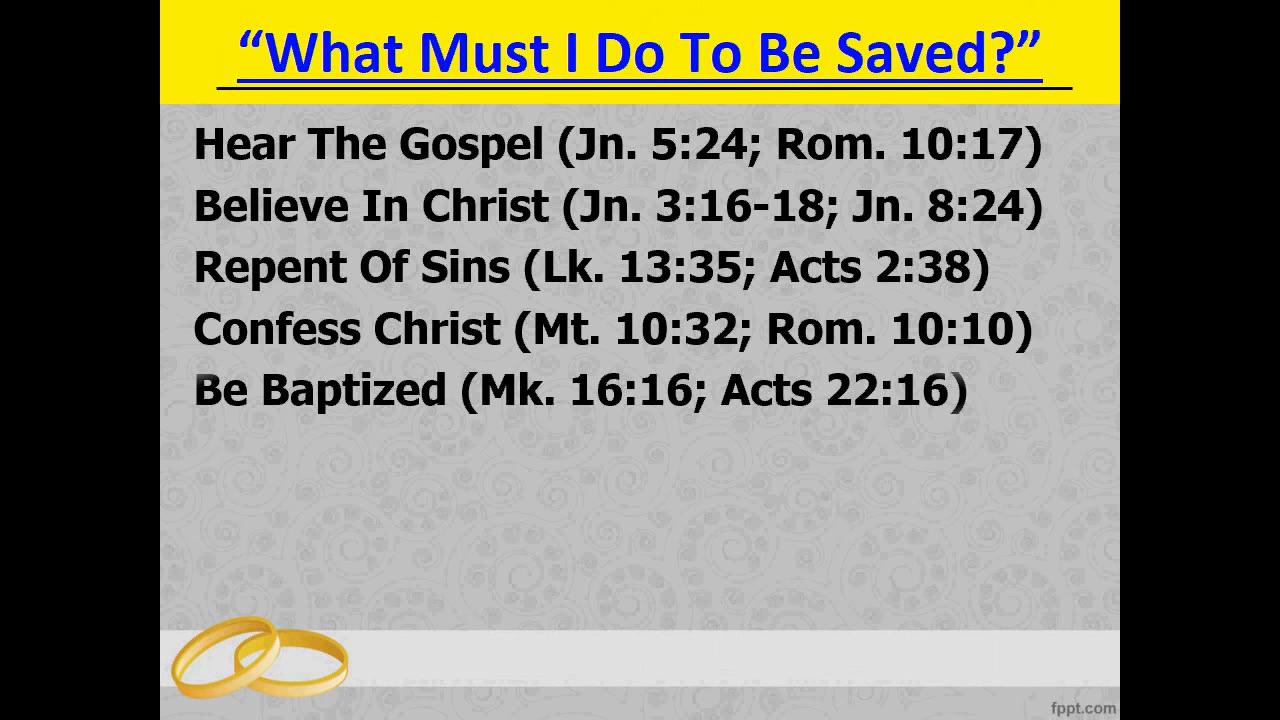 “What Must I Do To Be Saved?”
Hear The Gospel (Jn. 5:24; Rom. 10:17)
Believe In Christ (Jn. 3:16-18; Jn. 8:24)
Repent Of Sins (Lk. 13:35; Acts 2:38)
Confess Christ (Mt. 10:32; Rom. 10:10)
Be Baptized (Mk. 16:16; Acts 22:16)
fppt.com